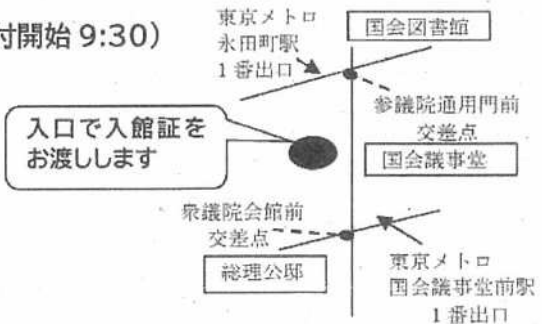 付開始 9:30）
東京メトロ
永田町駅
1番出口
国会図書館
参議院通用門前
交差点
入口で入館証を
お渡しします
国会議事堂
衆議院会館前
交差点
総理公邸
東京メトロ
国会議事堂前駅
1番出口